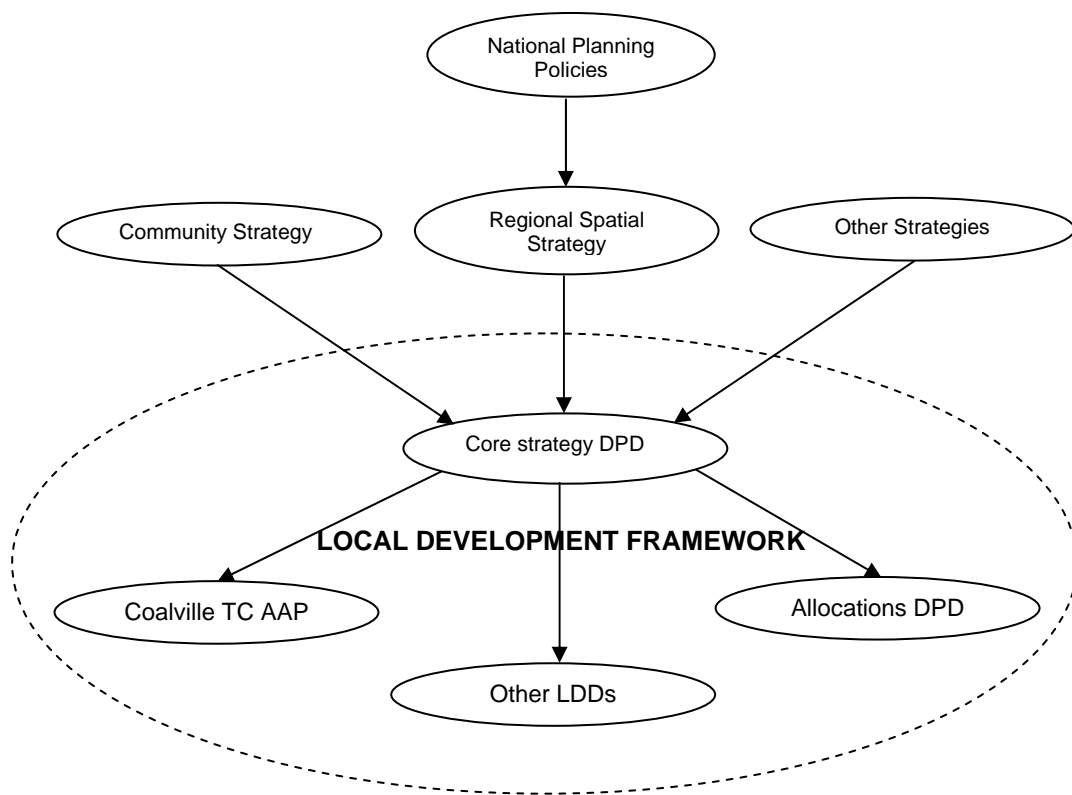 National Planning
Policies
Community Strategy
Regional Spatial
Strategy
Other Strategies
Core strategy DPD
LOCAL DEVELOPMENT FRAMEWORK
Coalville TC AAP
Allocations DPD
Other LDDs